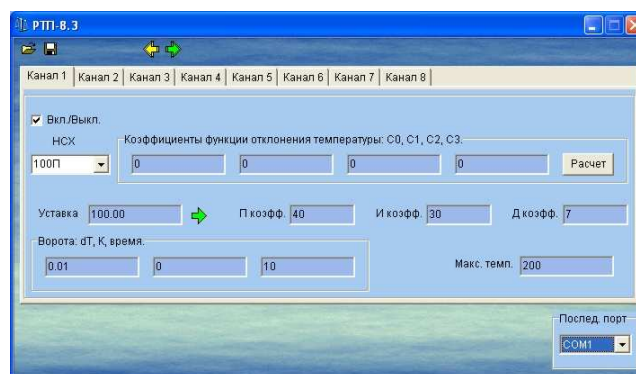 РТП-8.3
Канал 1 Канал 2 Канал 3 Канал 4 Канал 5 Канал 6 Канал 7 Канал 8
Вкл./Выкл.
НСХ Коэффициенты функции отклонения температуры: C0, C1, C2, C3.
100П 0 0 0 0 Расчет
Уставка 100.00 П коэфф. 40 И коэфф. 30 Д коэфф. 7
Ворота: dT, K, время.
0.01 0 10 Макс. темп. 200
Послед. порт
COM1